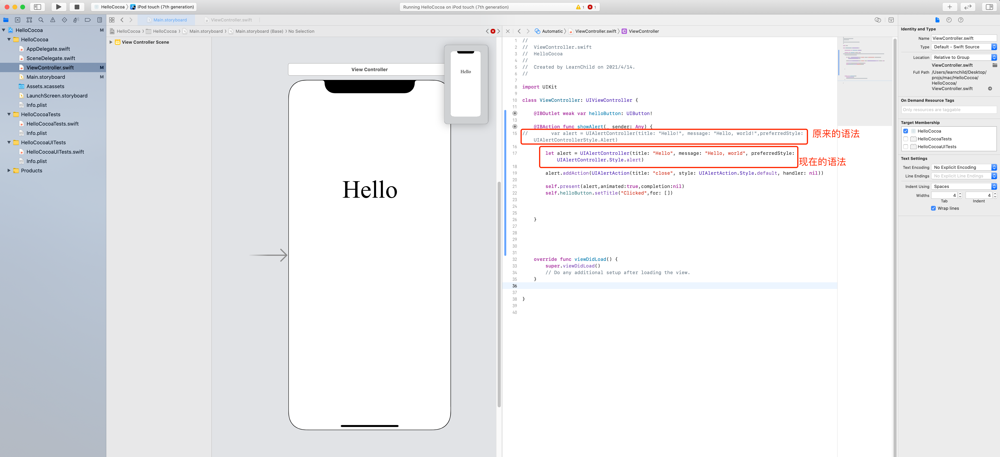 HelloCocoa 〉 iPod touch (7th generation)
Running HelloCocoa on iPod touch (7th generation)
1
1
HelloCocoa M
HelloCocoa
AppDelegate.swift
SceneDelegate.swift
ViewController.swift M
Main.storyboard M
Assets.xcassets
LaunchScreen.storyboard
Info.plist
HelloCocoaTests
HelloCocoaTests.swift
Info.plist
HelloCocoaUITests
HelloCocoaUITests.swift
Info.plist
Products
Main.storyboard
ViewController.swift
HelloCocoa 〉 HelloCocoa 〉 Main.storyboard 〉 Main.storyboard (Base) 〉 No Selection
View Controller Scene
View Controller
Hello
Hello
Automatic 〉 ViewController.swift 〉 C ViewController
1 //
2 //  ViewController.swift
3 //  HelloCocoa
4 //
5 //  Created by LearnChild on 2021/4/14.
6 //
7
8 import UIKit
9
10 class ViewController: UIViewController {
11
@IBOutlet weak var helloButton: UIButton!
13
@IBAction func showAlert(_ sender: Any) {
15 //        var alert = UIAlertController(title: "Hello!", message: "Hello, world!",preferredStyle:
UIAlertControllerStyle.Alert)
原来的语法
16
17 let alert = UIAlertController(title: "Hello", message: "Hello, world", preferredStyle:
UIAlertController.Style.alert)
现在的语法
18
19 alert.addAction(UIAlertAction(title: "close", style: UIAlertAction.Style.default, handler: nil))
20
21 self.present(alert,animated:true,completion:nil)
22 self.helloButton.setTitle("Clicked",for: [])
23
24
25
26 }
27
28
29
30
31
32 override func viewDidLoad() {
33 super.viewDidLoad()
34 // Do any additional setup after loading the view.
35 }
36
37
38 }
39
40
Identity and Type
Name ViewController.swift
Type Default - Swift Source
Location Relative to Group
ViewController.swift
Full Path /Users/learnchild/Desktop/
projs/mac/HelloCocoa/
HelloCocoa/
ViewController.swift
On Demand Resource Tags
Only resources are taggable
Target Membership
HelloCocoa
HelloCocoaTests
HelloCocoaUITests
Text Settings
Text Encoding No Explicit Encoding
Line Endings No Explicit Line Endings
Indent Using Spaces
Widths 4 4
Tab Indent
Wrap lines